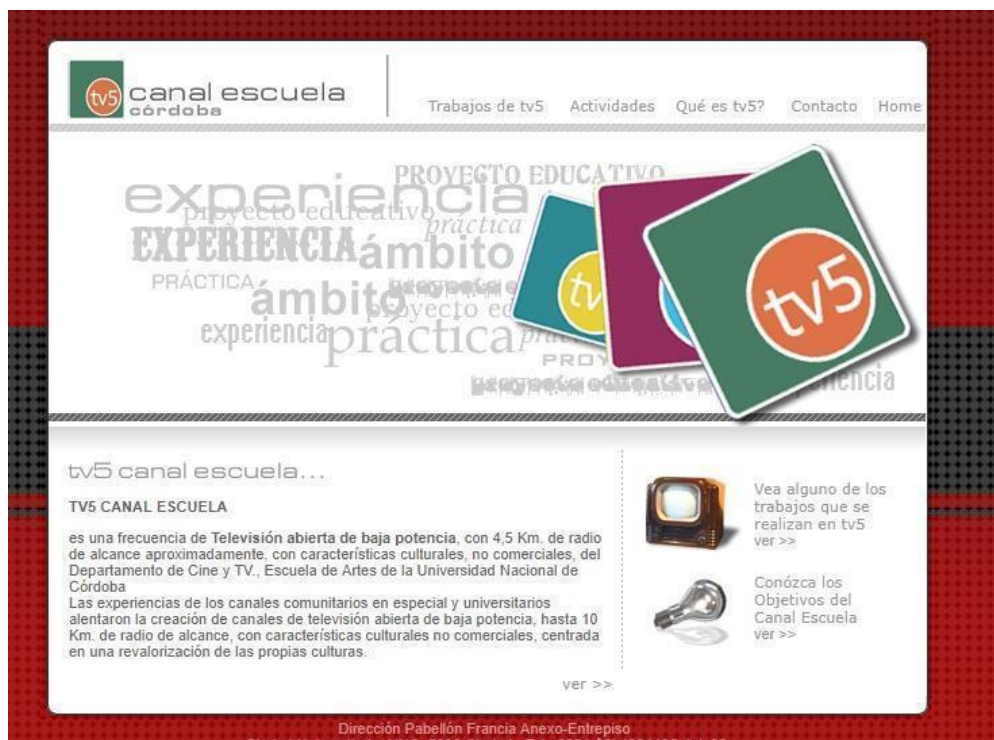 tv5 canal escuela
córdoba
Trabajos de tv5 Actividades Qué es tv5? Contacto Home
PROYECTO EDUCATIVO
experiencia
proyecto educativo
práctica
EXPERIENCIA
ámbito
PRÁCTICA
ámbito
experiencia
práctica
tv5
tv5 canal escuela...
TV5 CANAL ESCUELA
es una frecuencia de Televisión abierta de baja potencia, con 4,5 Km. de radio
de alcance aproximadamente, con características culturales, no comerciales, del
Departamento de Cine y TV., Escuela de Artes de la Universidad Nacional de
Córdoba
Las experiencias de los canales comunitarios en especial y universitarios
alentaron la creación de canales de televisión abierta de baja potencia, hasta 10
Km. de radio de alcance, con características culturales no comerciales, centrada
en una revalorización de las propias culturas.
ver >>
Vea alguno de los
trabajos que se
realizan en tv5
ver >>
Conózca los
Objetivos del
Canal Escuela
ver >>
Dirección Pabellón Francia Anexo-Entrepiso